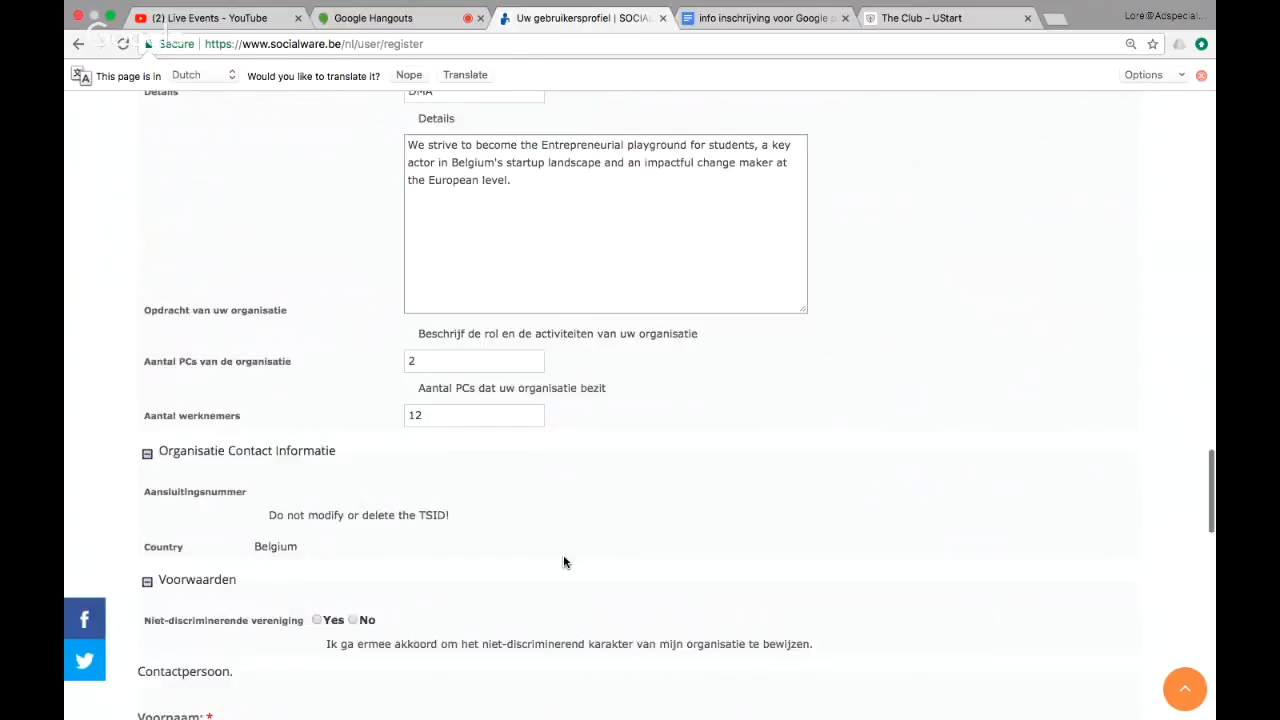 (2) Live Events - YouTube
Google Hangouts
Uw gebruikersprofiel | SOCIAL
info inschrijving voor Google p
The Club – UStart
Lore@Adspecial
Secure
https://www.socialware.be/nl/user/register
This page is in
Dutch
Would you like to translate it?
Nope
Translate
Options
Details
DMA
Details
We strive to become the Entrepreneurial playground for students, a key
actor in Belgium's startup landscape and an impactful change maker at
the European level.
Opdracht van uw organisatie
Beschrijf de rol en de activiteiten van uw organisatie
Aantal PCs van de organisatie
2
Aantal PCs dat uw organisatie bezit
Aantal werknemers
12
Organisatie Contact Informatie
Aansluitingsnummer
Do not modify or delete the TSID!
Country
Belgium
Voorwaarden
Niet-discriminerende vereniging
Yes
No
Ik ga ermee akkoord om het niet-discriminerend karakter van mijn organisatie te bewijzen.
Contactpersoon.
Voornaam: *